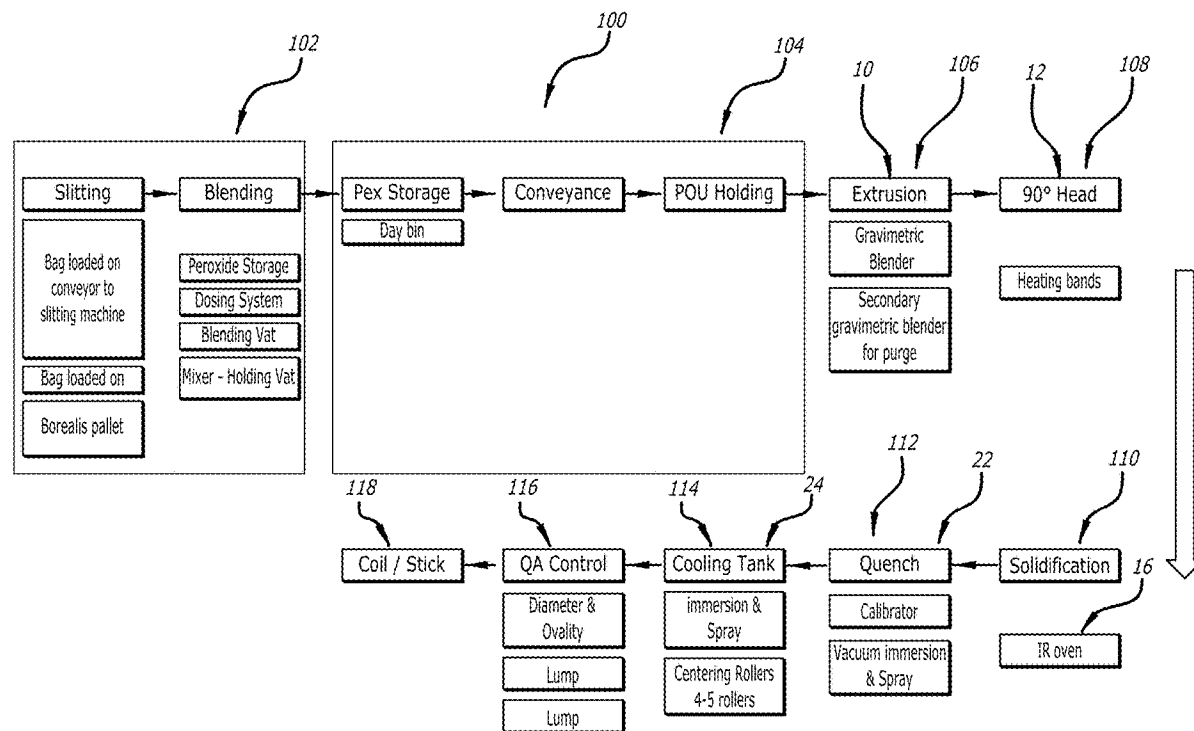 100
102
104
10
106
12
108
Slitting
Blending
Pex Storage
Conveyance
POU Holding
Extrusion
90° Head
Bag loaded on
conveyor to
slitting machine
Bag loaded on
Borealis pallet
Peroxide Storage
Dosing System
Blending Vat
Mixer - Holding Vat
Day bin
Gravimetric
Blender
Secondary
gravimetric blender
for purge
Heating bands
118
116
114
24
112
22
110
Coil / Stick
QA Control
Cooling Tank
Quench
Solidification
16
Diameter &
Ovality
Lump
Lump
immersion &
Spray
Centering Rollers
4-5 rollers
Calibrator
Vacuum immersion
& Spray
IR oven